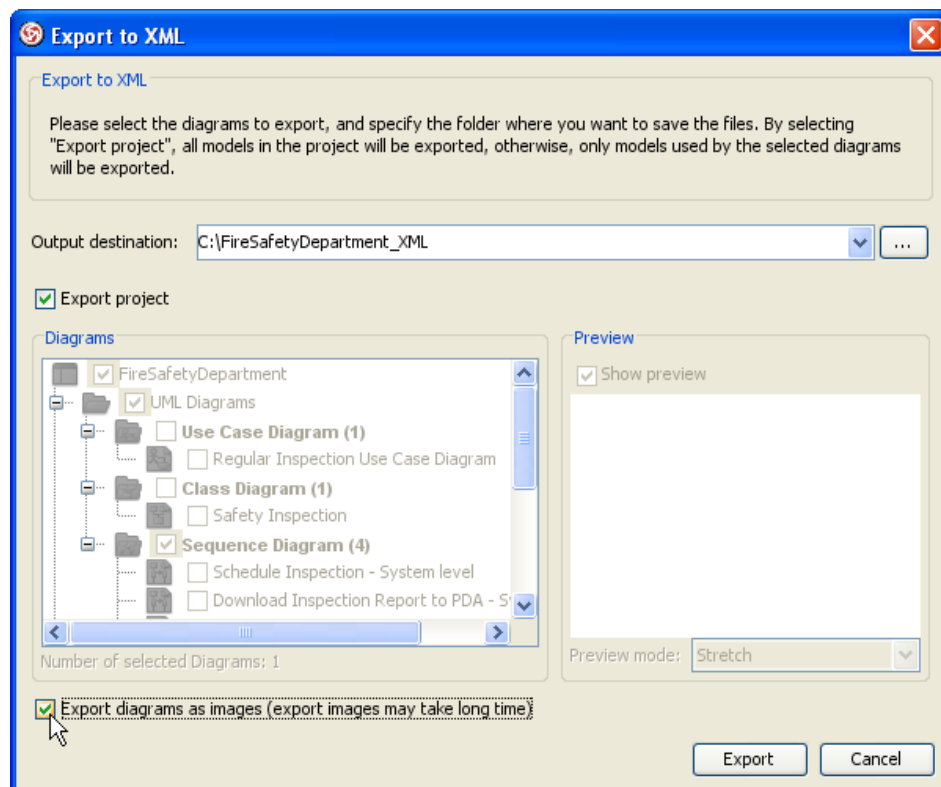 Export to XML
Export to XML
Please select the diagrams to export, and specify the folder where you want to save the files. By selecting
"Export project", all models in the project will be exported, otherwise, only models used by the selected diagrams
will be exported.
Output destination: C:\FireSafetyDepartment_XML ...
Export project
Diagrams
FireSafetyDepartment
UML Diagrams
Use Case Diagram (1)
Regular Inspection Use Case Diagram
Class Diagram (1)
Safety Inspection
Sequence Diagram (4)
Schedule Inspection - System level
Download Inspection Report to PDA - S
Number of selected Diagrams: 1
Preview
Show preview
Preview mode: Stretch
Export diagrams as images (export images may take long time)
Export Cancel